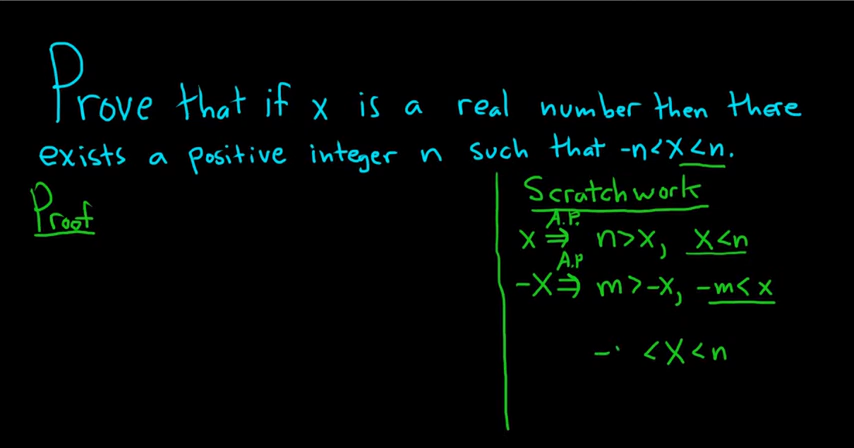 Prove that if x is a real number then there
exists a positive integer n such that -n<x<n.
Proof
Scratchwork
A.P.
x ⇒ n>x, x<n
A.P
-x ⇒ m>-x, -m<x
- <x<n